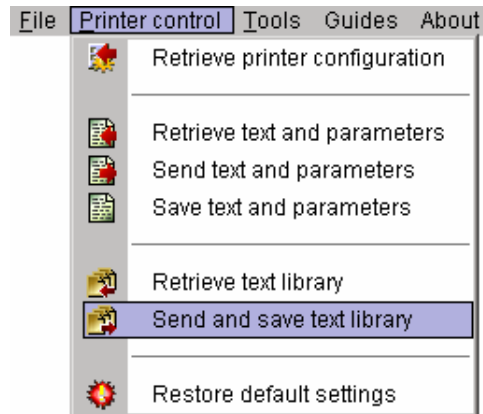 File Printer control Tools Guides About
Retrieve printer configuration
Retrieve text and parameters
Send text and parameters
Save text and parameters
Retrieve text library
Send and save text library
Restore default settings